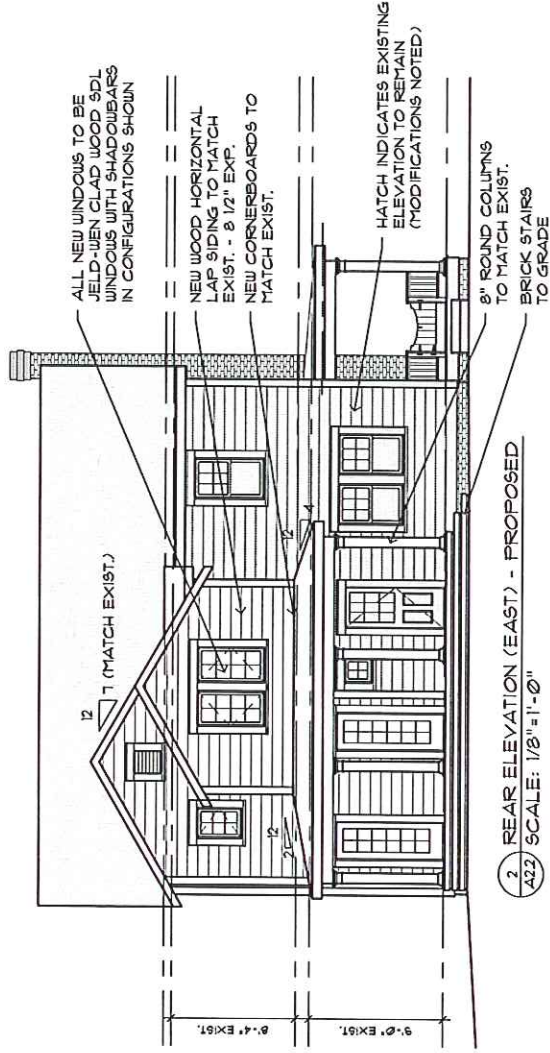 ALL NEW WINDOWS TO BE
JELD-WEN CLAD WOOD SDL
WINDOWS WITH SHADOWBARS
IN CONFIGURATIONS SHOWN
NEW WOOD HORIZONTAL
LAP SIDING TO MATCH
EXIST. - 8 1/2" EXP.
NEW CORNERBOARDS TO
MATCH EXIST.
HATCH INDICATES EXISTING
ELEVATION TO REMAIN
(MODIFICATIONS NOTED)
8" ROUND COLUMNS
TO MATCH EXIST.
BRICK STAIRS
TO GRADE
12
7 (MATCH EXIST.)
12
4
12
2
8'-4" EXIST.
9'-0" EXIST.
2
A2.2
REAR ELEVATION (EAST) - PROPOSED
SCALE: 1/8"=1'-0"